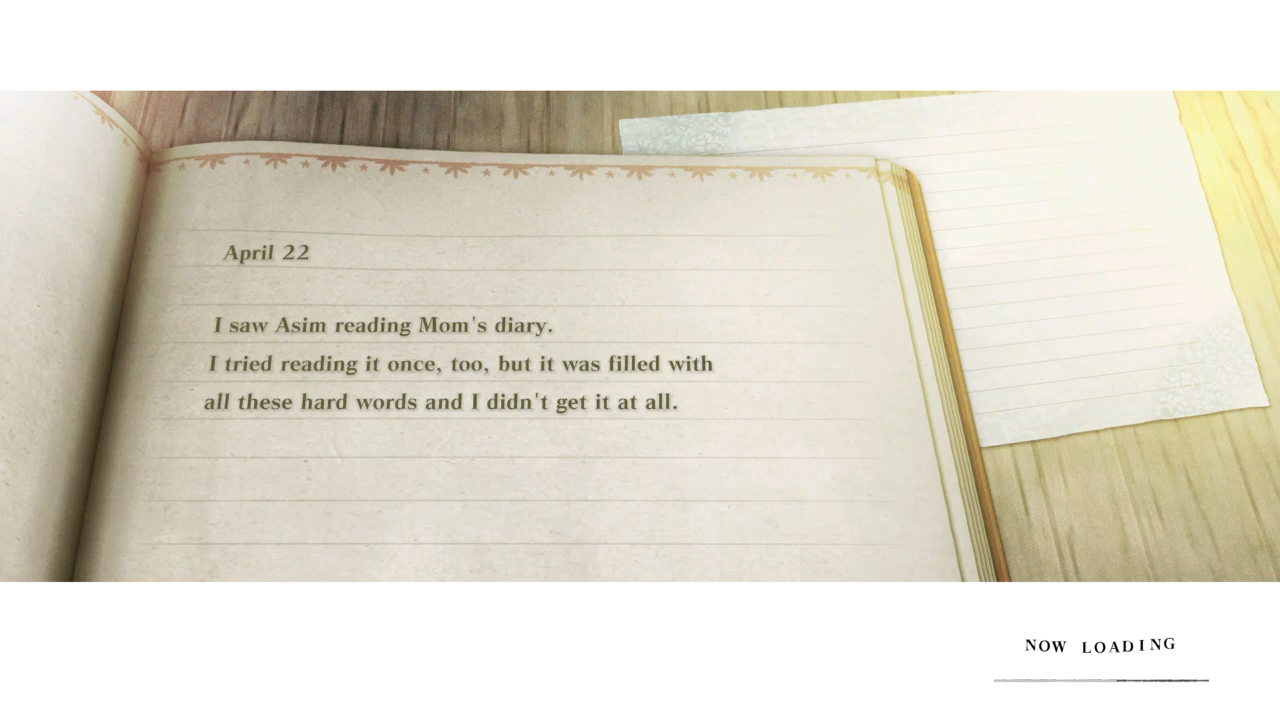 April 22
I saw Asim reading Mom's diary.
I tried reading it once, too, but it was filled with
all these hard words and I didn't get it at all.
NOW LOADING